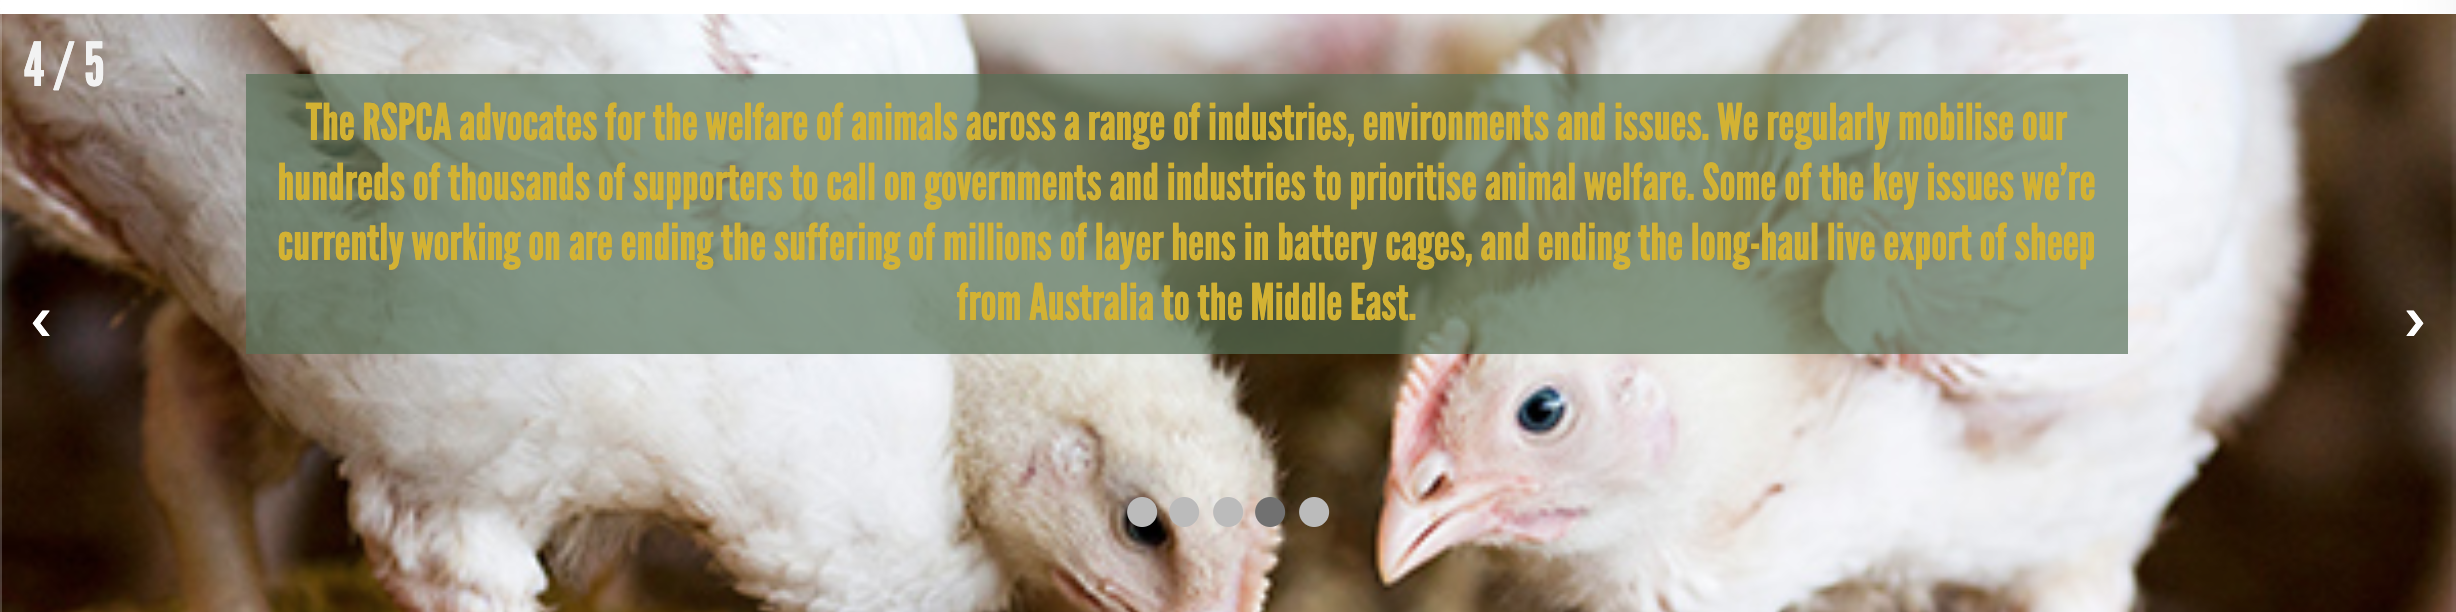 4 / 5
The RSPCA advocates for the welfare of animals across a range of industries, environments and issues. We regularly mobilise our
hundreds of thousands of supporters to call on governments and industries to prioritise animal welfare. Some of the key issues we’re
currently working on are ending the suffering of millions of layer hens in battery cages, and ending the long-haul live export of sheep
from Australia to the Middle East.